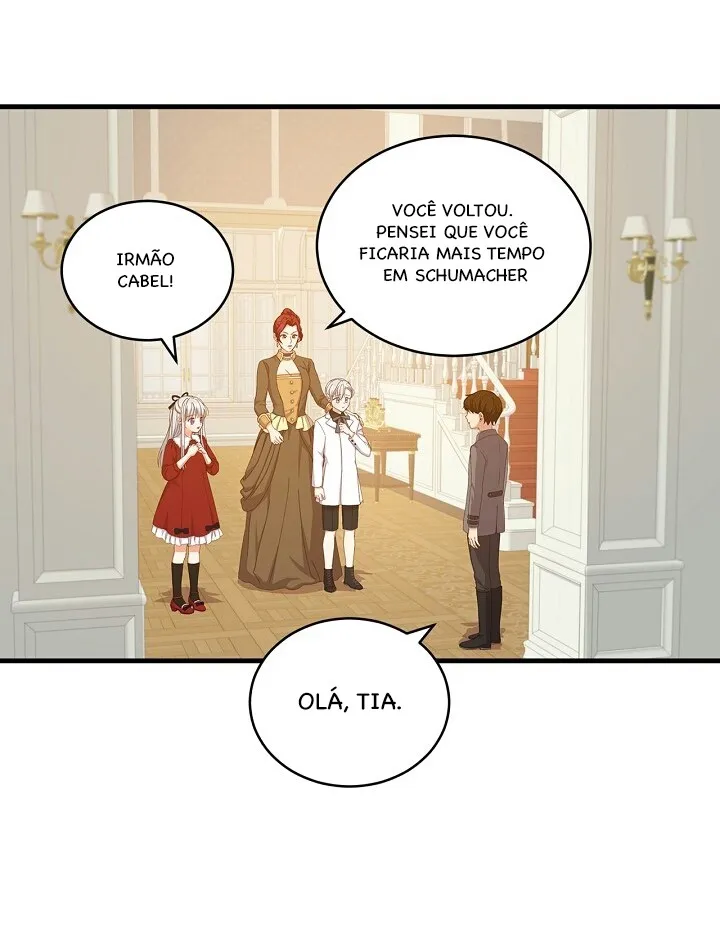 IRMÃO
CABEL!
VOCÊ VOLTOU.
PENSEI QUE VOCÊ
FICARIA MAIS TEMPO
EM SCHUMACHER
OLÁ, TIA.